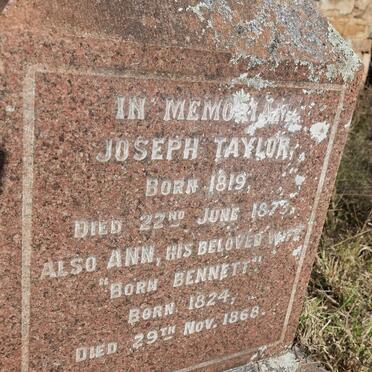 IN MEMORIAM
JOSEPH TAYLOR,
BORN 1819,
DIED 22ND JUNE
ALSO ANN, HIS BELOVED WIFE
"BORN BENNETT"
BORN 1824,
DIED 29TH NOV. 1868.